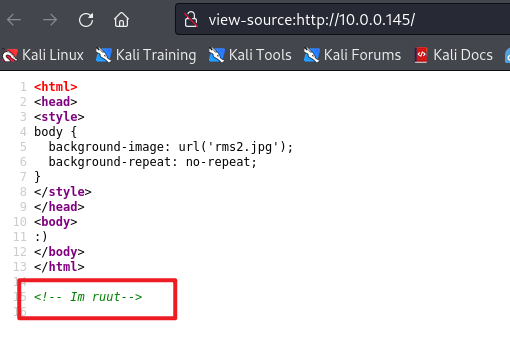 view-source:http://10.0.0.145/
Kali Linux Kali Training Kali Tools Kali Forums Kali Docs
1 <html>
2 <head>
3 <style>
4 body {
5 background-image: url('rms2.jpg');
6 background-repeat: no-repeat;
7 }
8 </style>
9 </head>
10 <body>
11 :)
12 </body>
13 </html>
14
15 <!-- Im ruut-->
16